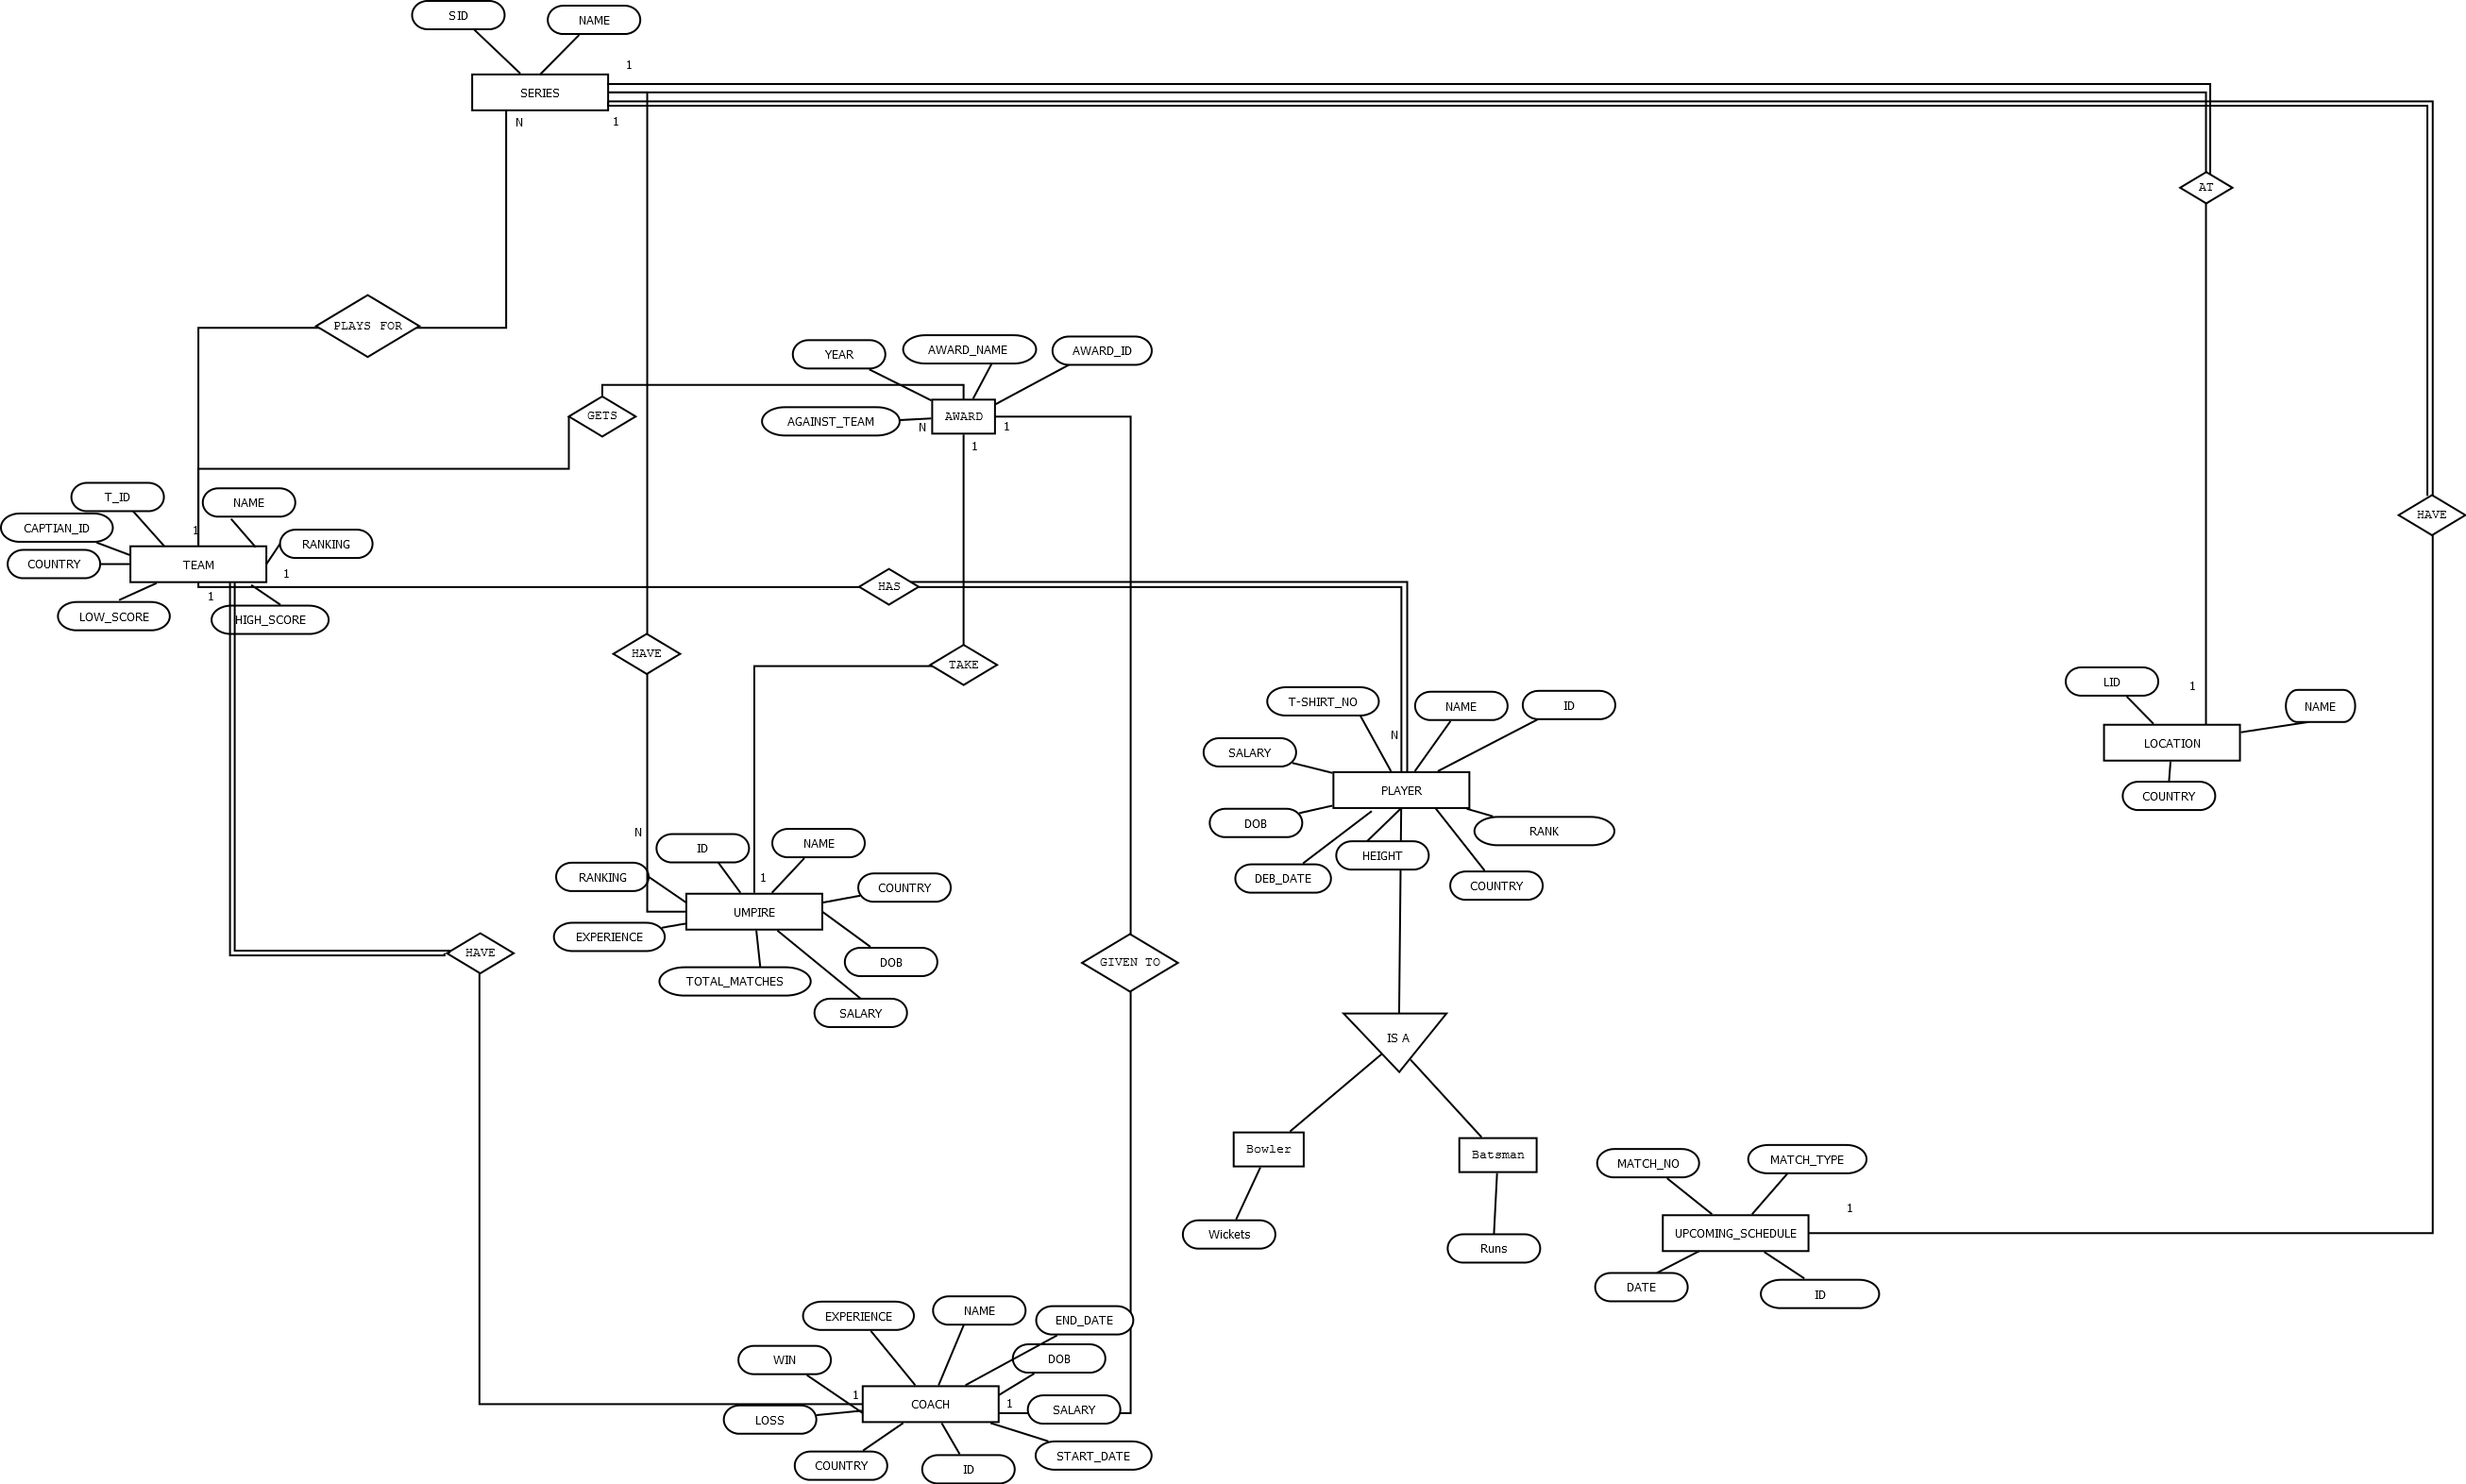 SID
NAME
1
SERIES
N
1
AT
PLAYS FOR
YEAR
AWARD_NAME
AWARD_ID
GETS
AWARD
AGAINST_TEAM
N
1
1
T_ID
NAME
CAPTIAN_ID
1
RANKING
HAVE
COUNTRY
TEAM
1
HAS
1
LOW_SCORE
HIGH_SCORE
HAVE
TAKE
LID
1
T-SHIRT_NO
NAME
ID
NAME
N
SALARY
LOCATION
PLAYER
COUNTRY
DOB
RANK
N
ID
NAME
HEIGHT
RANKING
1
DEB_DATE
COUNTRY
COUNTRY
UMPIRE
EXPERIENCE
HAVE
DOB
GIVEN TO
TOTAL_MATCHES
SALARY
IS A
Bowler
Batsman
MATCH_NO
MATCH_TYPE
1
Wickets
UPCOMING_SCHEDULE
Runs
DATE
ID
EXPERIENCE
NAME
END_DATE
WIN
DOB
1
COACH
1
SALARY
LOSS
START_DATE
COUNTRY
ID